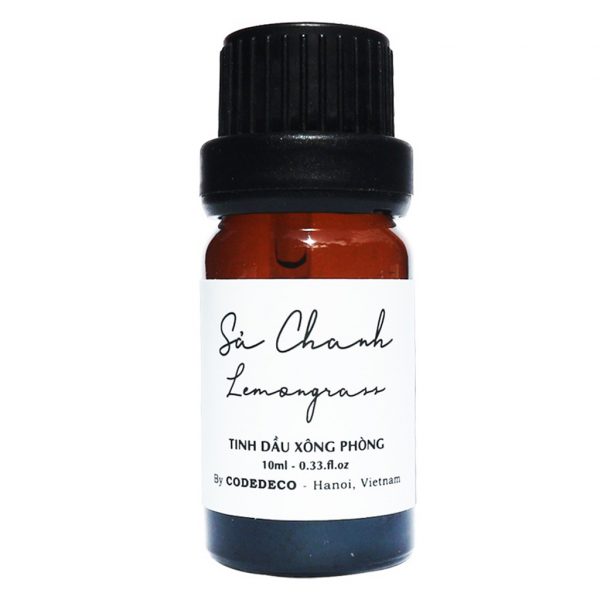 Sả Chanh
Lemongrass
TINH DẦU XÔNG PHÒNG
10ml - 0.33.fl.oz
By CODEDECO - Hanoi, Vietnam